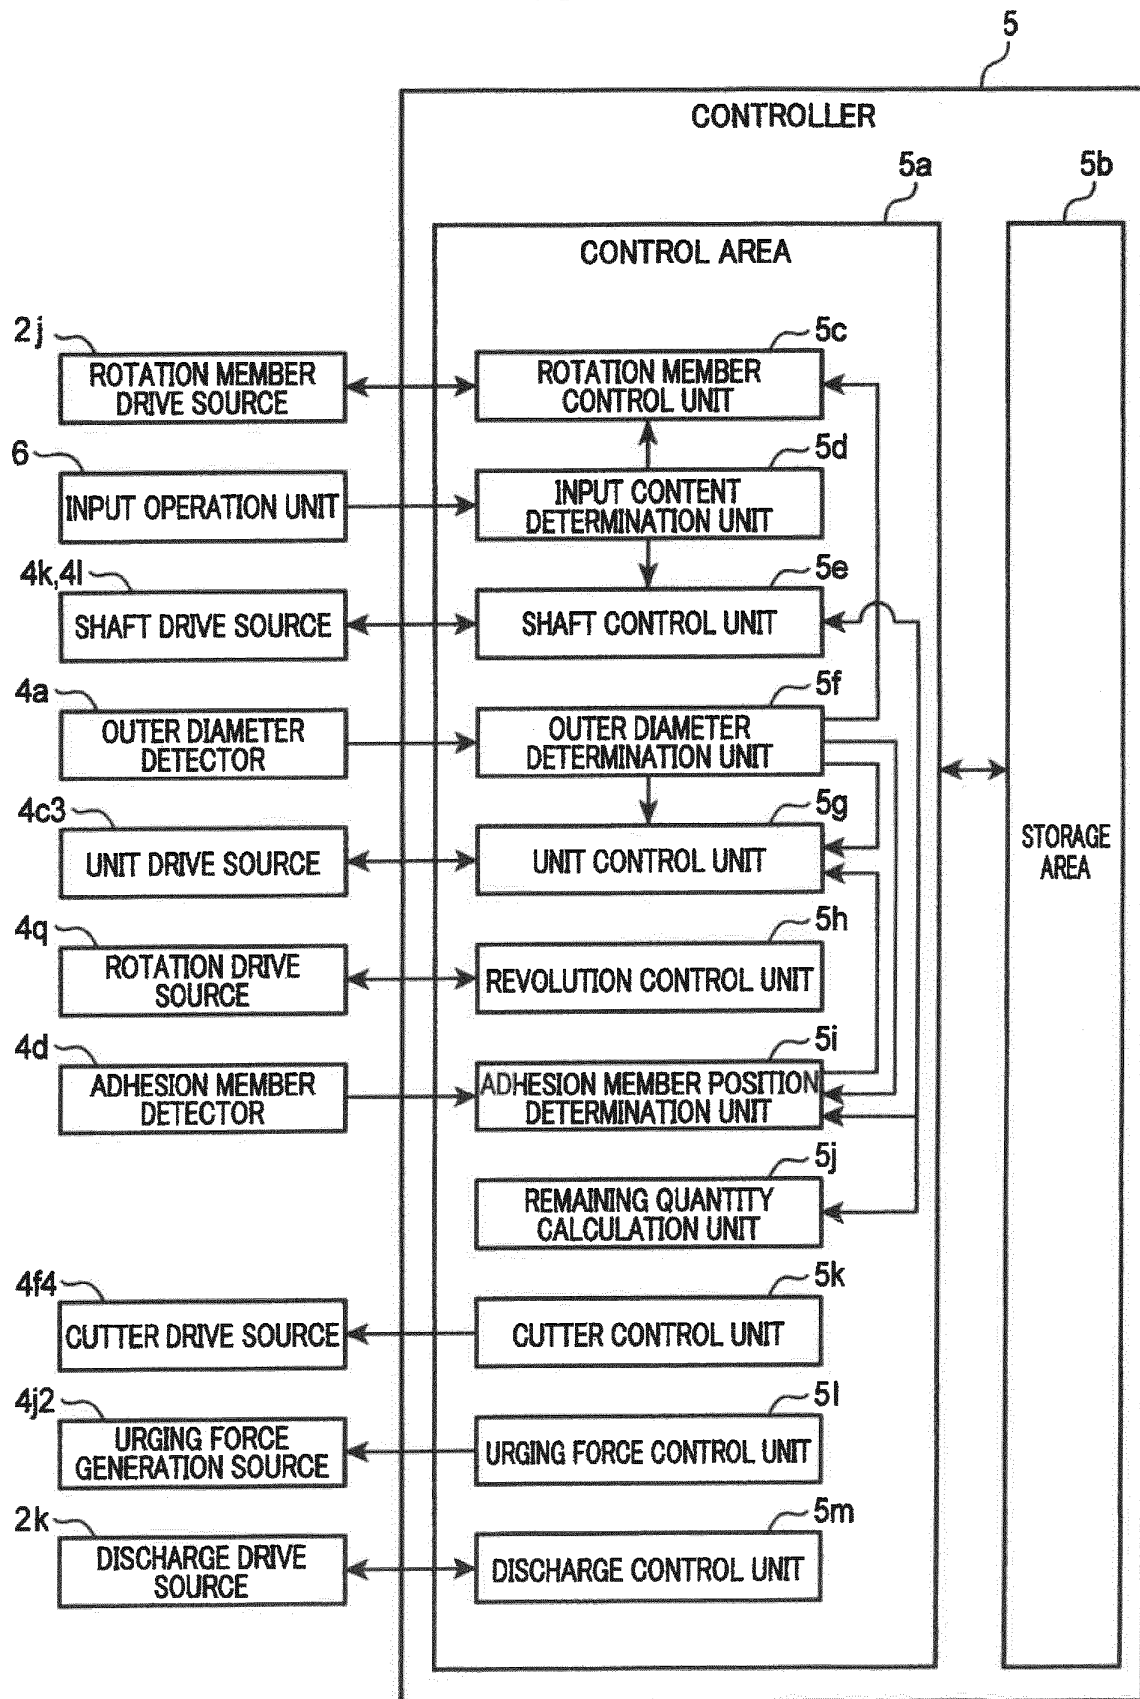 5
CONTROLLER
5a
5b
CONTROL AREA
2j
5c
ROTATION MEMBER
DRIVE SOURCE
ROTATION MEMBER
CONTROL UNIT
6
5d
INPUT OPERATION UNIT
INPUT CONTENT
DETERMINATION UNIT
4k,4l
5e
SHAFT DRIVE SOURCE
SHAFT CONTROL UNIT
4a
5f
OUTER DIAMETER
DETECTOR
OUTER DIAMETER
DETERMINATION UNIT
4c3
5g
UNIT DRIVE SOURCE
UNIT CONTROL UNIT
STORAGE
AREA
4q
5h
ROTATION DRIVE
SOURCE
REVOLUTION CONTROL UNIT
4d
5i
ADHESION MEMBER
DETECTOR
ADHESION MEMBER POSITION
DETERMINATION UNIT
5j
REMAINING QUANTITY
CALCULATION UNIT
4f4
5k
CUTTER DRIVE SOURCE
CUTTER CONTROL UNIT
4j2
5l
URGING FORCE
GENERATION SOURCE
URGING FORCE CONTROL UNIT
2k
5m
DISCHARGE DRIVE
SOURCE
DISCHARGE CONTROL UNIT